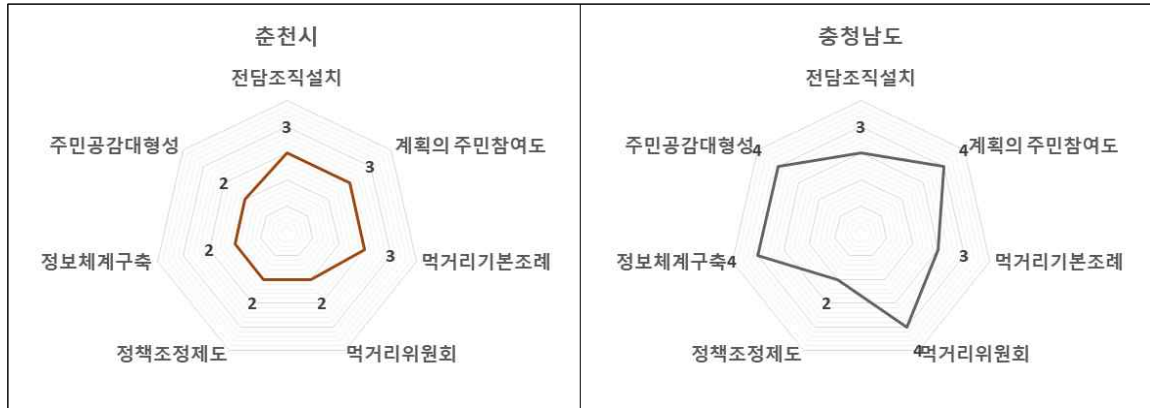 춘천시
전담조직설치
3
계획의 주민참여도
3
먹거리기본조례
3
먹거리위원회
2
정책조정제도
2
정보체계구축
2
주민공감대형성
2
충청남도
전담조직설치
3
계획의 주민참여도
4
먹거리기본조례
3
먹거리위원회
4
정책조정제도
2
정보체계구축
4
주민공감대형성
4